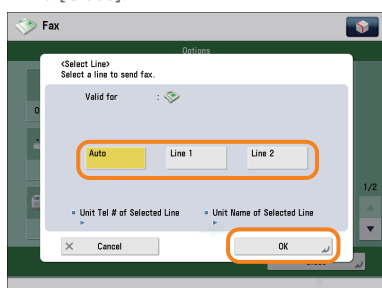 Fax
Options
<Select Line>
Select a line to send fax.
Valid for :
0
Auto Line 1 Line 2
1/2
Unit Tel # of Selected Line Unit Name of Selected Line
Cancel OK